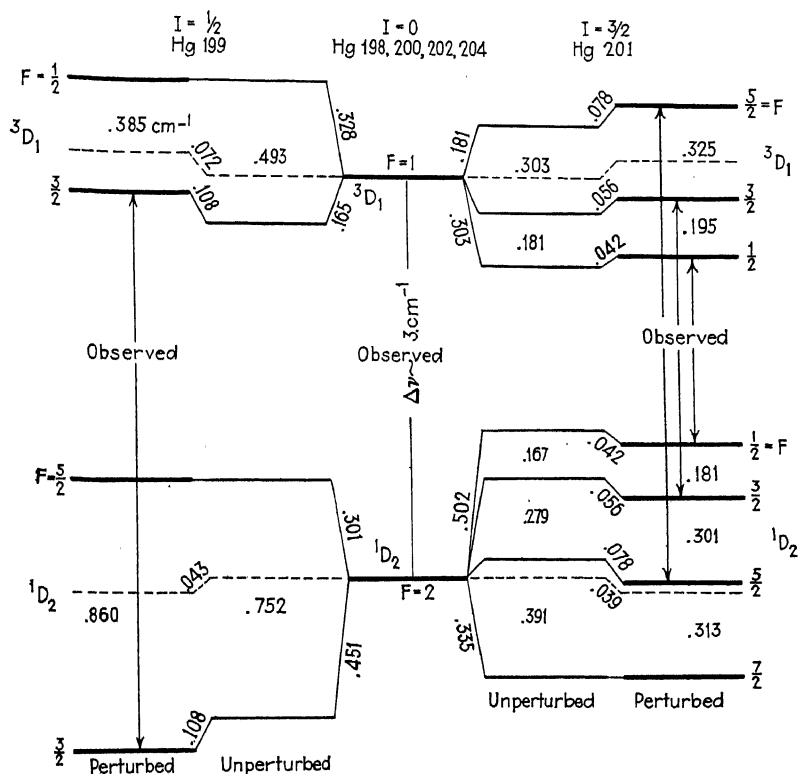 I = 1/2
Hg 199
I = 0
Hg 198, 200, 202, 204
I = 3/2
Hg 201
F = 1/2
.385 cm⁻¹
³D₁
.072
.493
3/2
.108
.328
F=1
³D₁
.165
.181
.303
.078
5/2 = F
.303
.325
³D₁
.056
3/2
.181
.195
.042
1/2
Observed
Observed
Δν~ 3.cm⁻¹
Observed
F = 5/2
.301
.043
¹D₂
.860
.752
.451
.108
3/2
Perturbed
Unperturbed
¹D₂
F=2
.502
.335
.167
.042
1/2 = F
.181
.279
.056
3/2
.301
¹D₂
.078
5/2
.039
.391
.313
7/2
Unperturbed
Perturbed